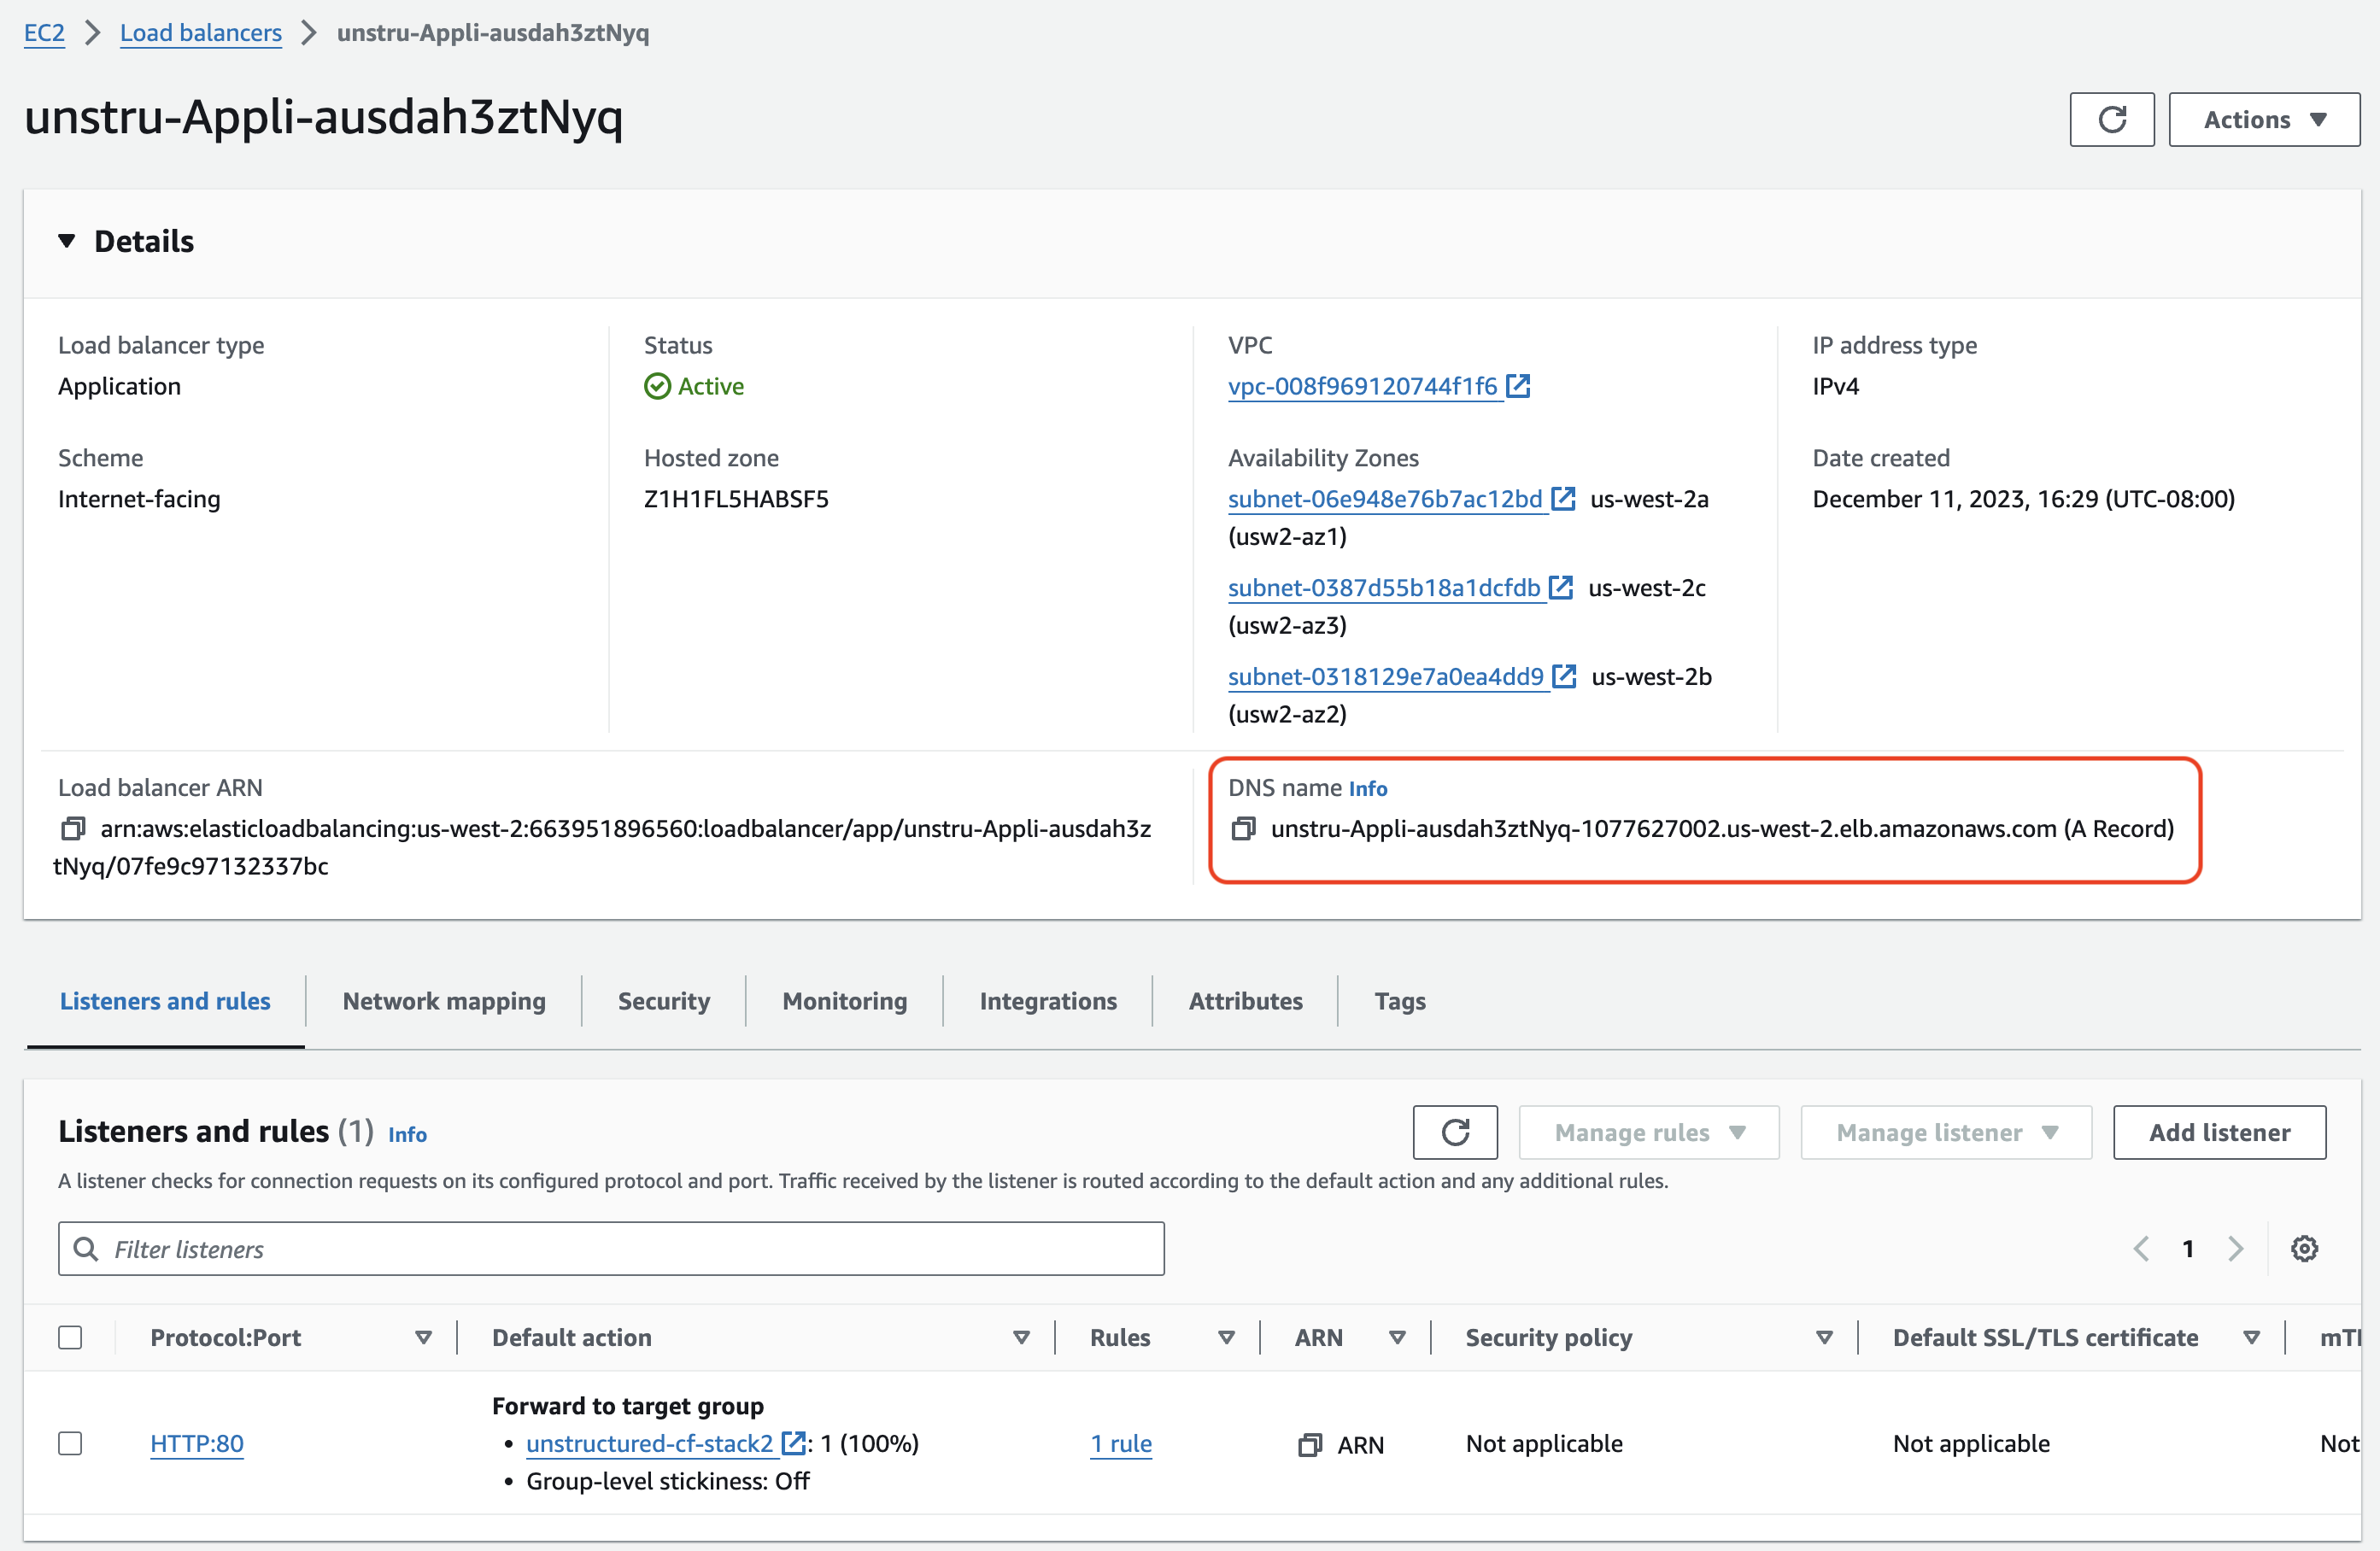 EC2 > Load balancers > unstru-Appli-ausdah3ztNyq
unstru-Appli-ausdah3ztNyq
Actions
Details
Load balancer type
Application
Status
Active
VPC
vpc-008f969120744f1f6
IP address type
IPv4
Scheme
Internet-facing
Hosted zone
Z1H1FL5HABSF5
Availability Zones
subnet-06e948e76b7ac12bd us-west-2a
(usw2-az1)
subnet-0387d55b18a1dcfdb us-west-2c
(usw2-az3)
subnet-0318129e7a0ea4dd9 us-west-2b
(usw2-az2)
Date created
December 11, 2023, 16:29 (UTC-08:00)
Load balancer ARN
arn:aws:elasticloadbalancing:us-west-2:663951896560:loadbalancer/app/unstru-Appli-ausdah3z
tNyq/07fe9c97132337bc
DNS name Info
unstru-Appli-ausdah3ztNyq-1077627002.us-west-2.elb.amazonaws.com (A Record)
Listeners and rules
Network mapping
Security
Monitoring
Integrations
Attributes
Tags
Listeners and rules (1) Info
Manage rules
Manage listener
Add listener
A listener checks for connection requests on its configured protocol and port. Traffic received by the listener is routed according to the default action and any additional rules.
Filter listeners
1
Protocol:Port
Default action
Rules
ARN
Security policy
Default SSL/TLS certificate
HTTP:80
Forward to target group
• unstructured-cf-stack2 : 1 (100%)
• Group-level stickiness: Off
1 rule
ARN
Not applicable
Not applicable
Not